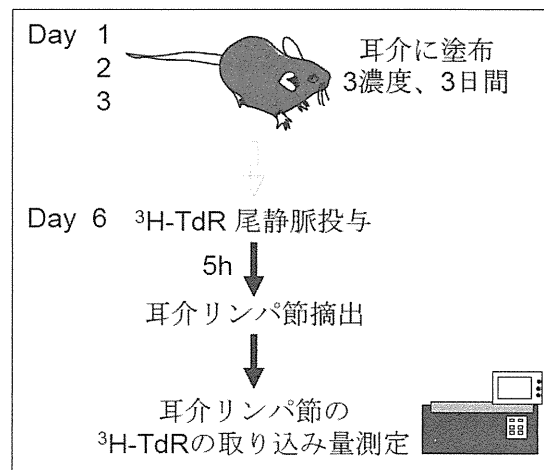 Day 1
2
3
耳介に塗布
3濃度、3日間
Day 6 ³H-TdR 尾静脈投与
5h
耳介リンパ節摘出
耳介リンパ節の
³H-TdRの取り込み量測定